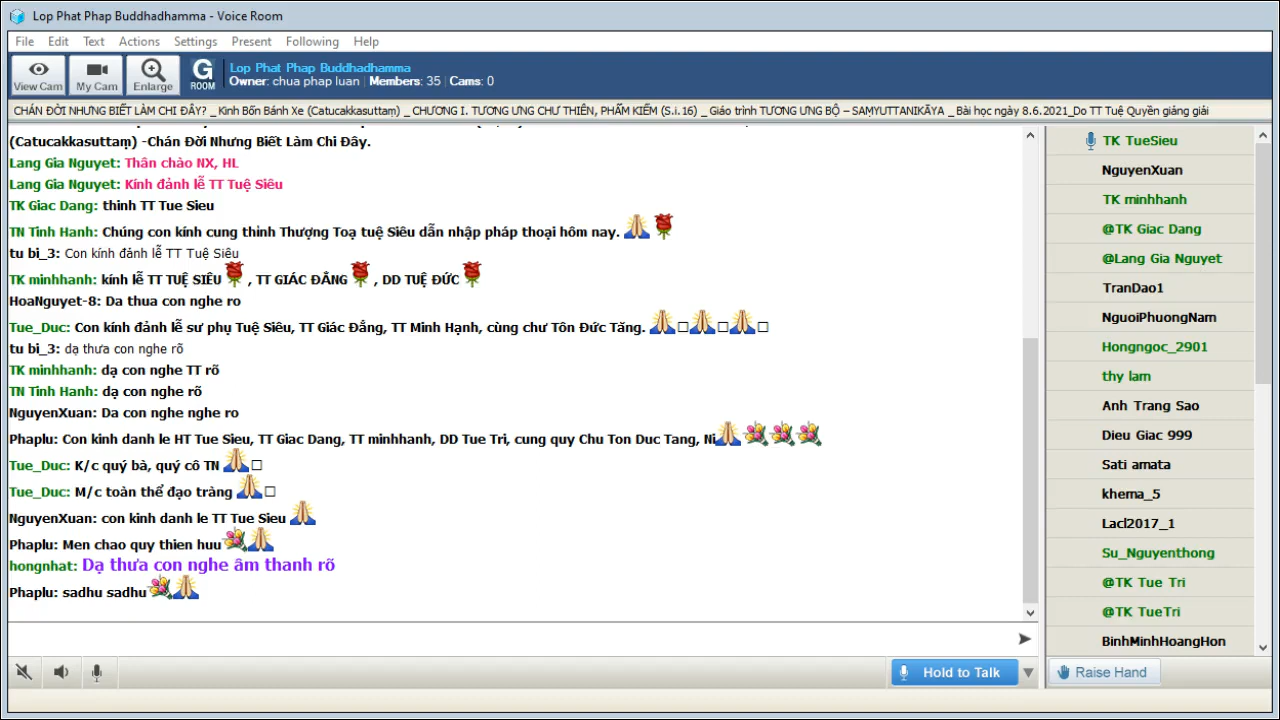 Lop Phat Phap Buddhadhamma - Voice Room
File Edit Text Actions Settings Present Following Help
View Cam My Cam Enlarge G ROOM
Lop Phat Phap Buddhadhamma
Owner: chua phap luan Members: 35 Cams: 0
CHÁN ĐỜI NHƯNG BIẾT LÀM CHI ĐÂY? _Kinh Bốn Bánh Xe (Catucakkasuttaṃ) _CHƯƠNG I. TƯƠNG ƯNG CHƯ THIÊN, PHẨM KIẾM (S.i.16) _Giáo trình TƯƠNG ƯNG BỘ – SAṂYUTTANIKĀYA _Bài học ngày 8.6.2021_Do TT Tuệ Quyền giảng giải
(Catucakkasuttaṃ) -Chán Đời Nhưng Biết Làm Chi Đây.
Lang Gia Nguyet: Thân chào NX, HL
Lang Gia Nguyet: Kính đảnh lễ TT Tuệ Siêu
TK Giac Dang: thinh TT Tue Sieu
TN Tinh Hanh: Chúng con kính cung thỉnh Thượng Toạ tuệ Siêu dẫn nhập pháp thoại hôm nay.
tu bi_3: Con kính đảnh lễ TT Tuệ Siêu
TK minhhanh: kính lễ TT TUỆ SIÊU , TT GIÁC ĐẲNG , DD TUỆ ĐỨC
HoaNguyet-8: Da thua con nghe ro
Tue_Duc: Con kính đảnh lễ sư phụ Tuệ Siêu, TT Giác Đẳng, TT Minh Hạnh, cùng chư Tôn Đức Tăng.
tu bi_3: dạ thưa con nghe rõ
TK minhhanh: dạ con nghe TT rõ
TN Tinh Hanh: dạ con nghe rõ
NguyenXuan: Da con nghe nghe ro
Phaplu: Con kinh danh le HT Tue Sieu, TT Giac Dang, TT minhhanh, DD Tue Tri, cung quy Chu Ton Duc Tang, Ni
Tue_Duc: K/c quý bà, quý cô TN
Tue_Duc: M/c toàn thể đạo tràng
NguyenXuan: con kinh danh le TT Tue Sieu
Phaplu: Men chao quy thien huu
hongnhat: Dạ thưa con nghe âm thanh rõ
Phaplu: sadhu sadhu
Hold to Talk
TK TueSieu
NguyenXuan
TK minhhanh
@TK Giac Dang
@Lang Gia Nguyet
TranDao1
NguoiPhuongNam
Hongngoc_2901
thy lam
Anh Trang Sao
Dieu Giac 999
Sati amata
khema_5
Lacl2017_1
Su_Nguyenthong
@TK Tue Tri
@TK TueTri
BinhMinhHoangHon
Raise Hand